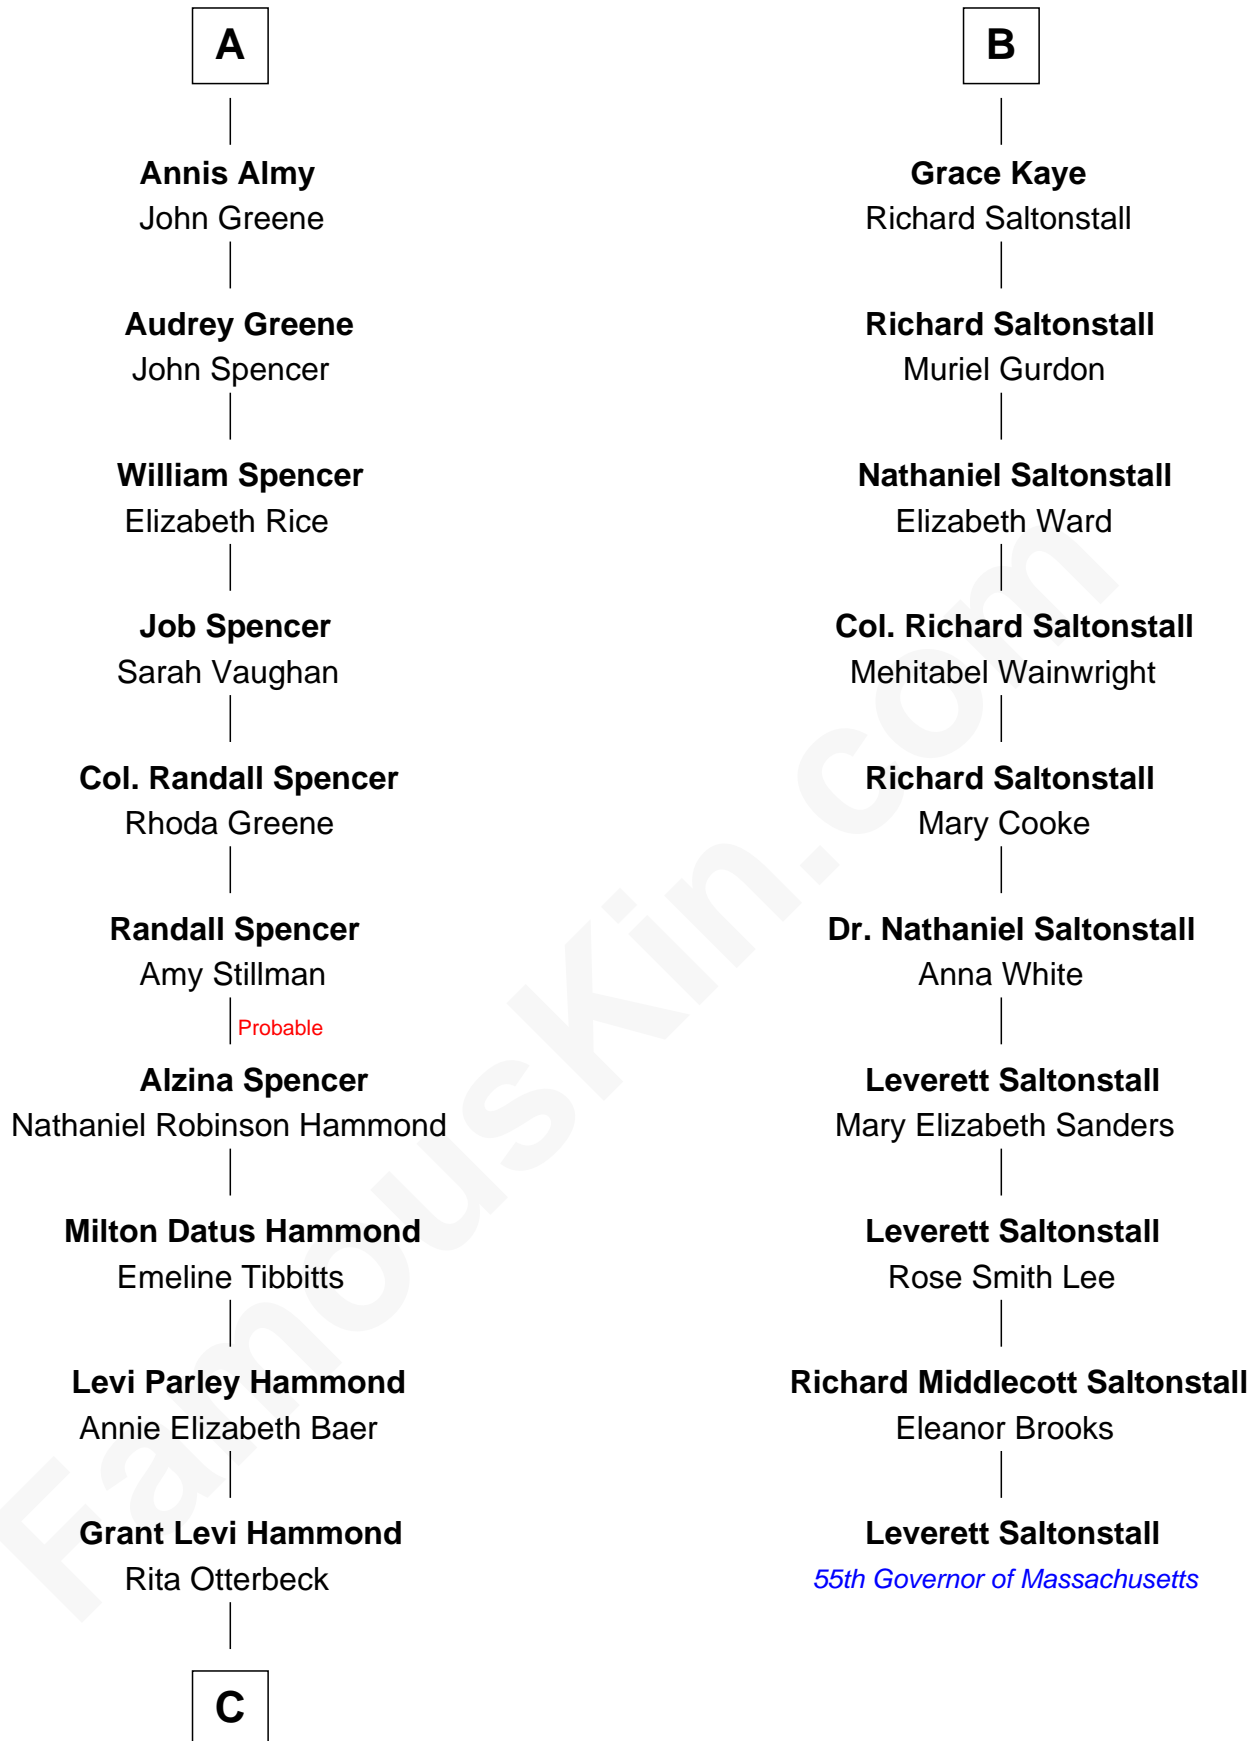 A
Annis Almy
John Greene
Audrey Greene
John Spencer
William Spencer
Elizabeth Rice
Job Spencer
Sarah Vaughan
Col. Randall Spencer
Rhoda Greene
Randall Spencer
Amy Stillman
Probable
Alzina Spencer
Nathaniel Robinson Hammond
Milton Datus Hammond
Emeline Tibbitts
Levi Parley Hammond
Annie Elizabeth Baer
Grant Levi Hammond
Rita Otterbeck
C
B
Grace Kaye
Richard Saltonstall
Richard Saltonstall
Muriel Gurdon
Nathaniel Saltonstall
Elizabeth Ward
Col. Richard Saltonstall
Mehitabel Wainwright
Richard Saltonstall
Mary Cooke
Dr. Nathaniel Saltonstall
Anna White
Leverett Saltonstall
Mary Elizabeth Sanders
Leverett Saltonstall
Rose Smith Lee
Richard Middlecott Saltonstall
Eleanor Brooks
Leverett Saltonstall
55th Governor of Massachusetts
FamousKin.com